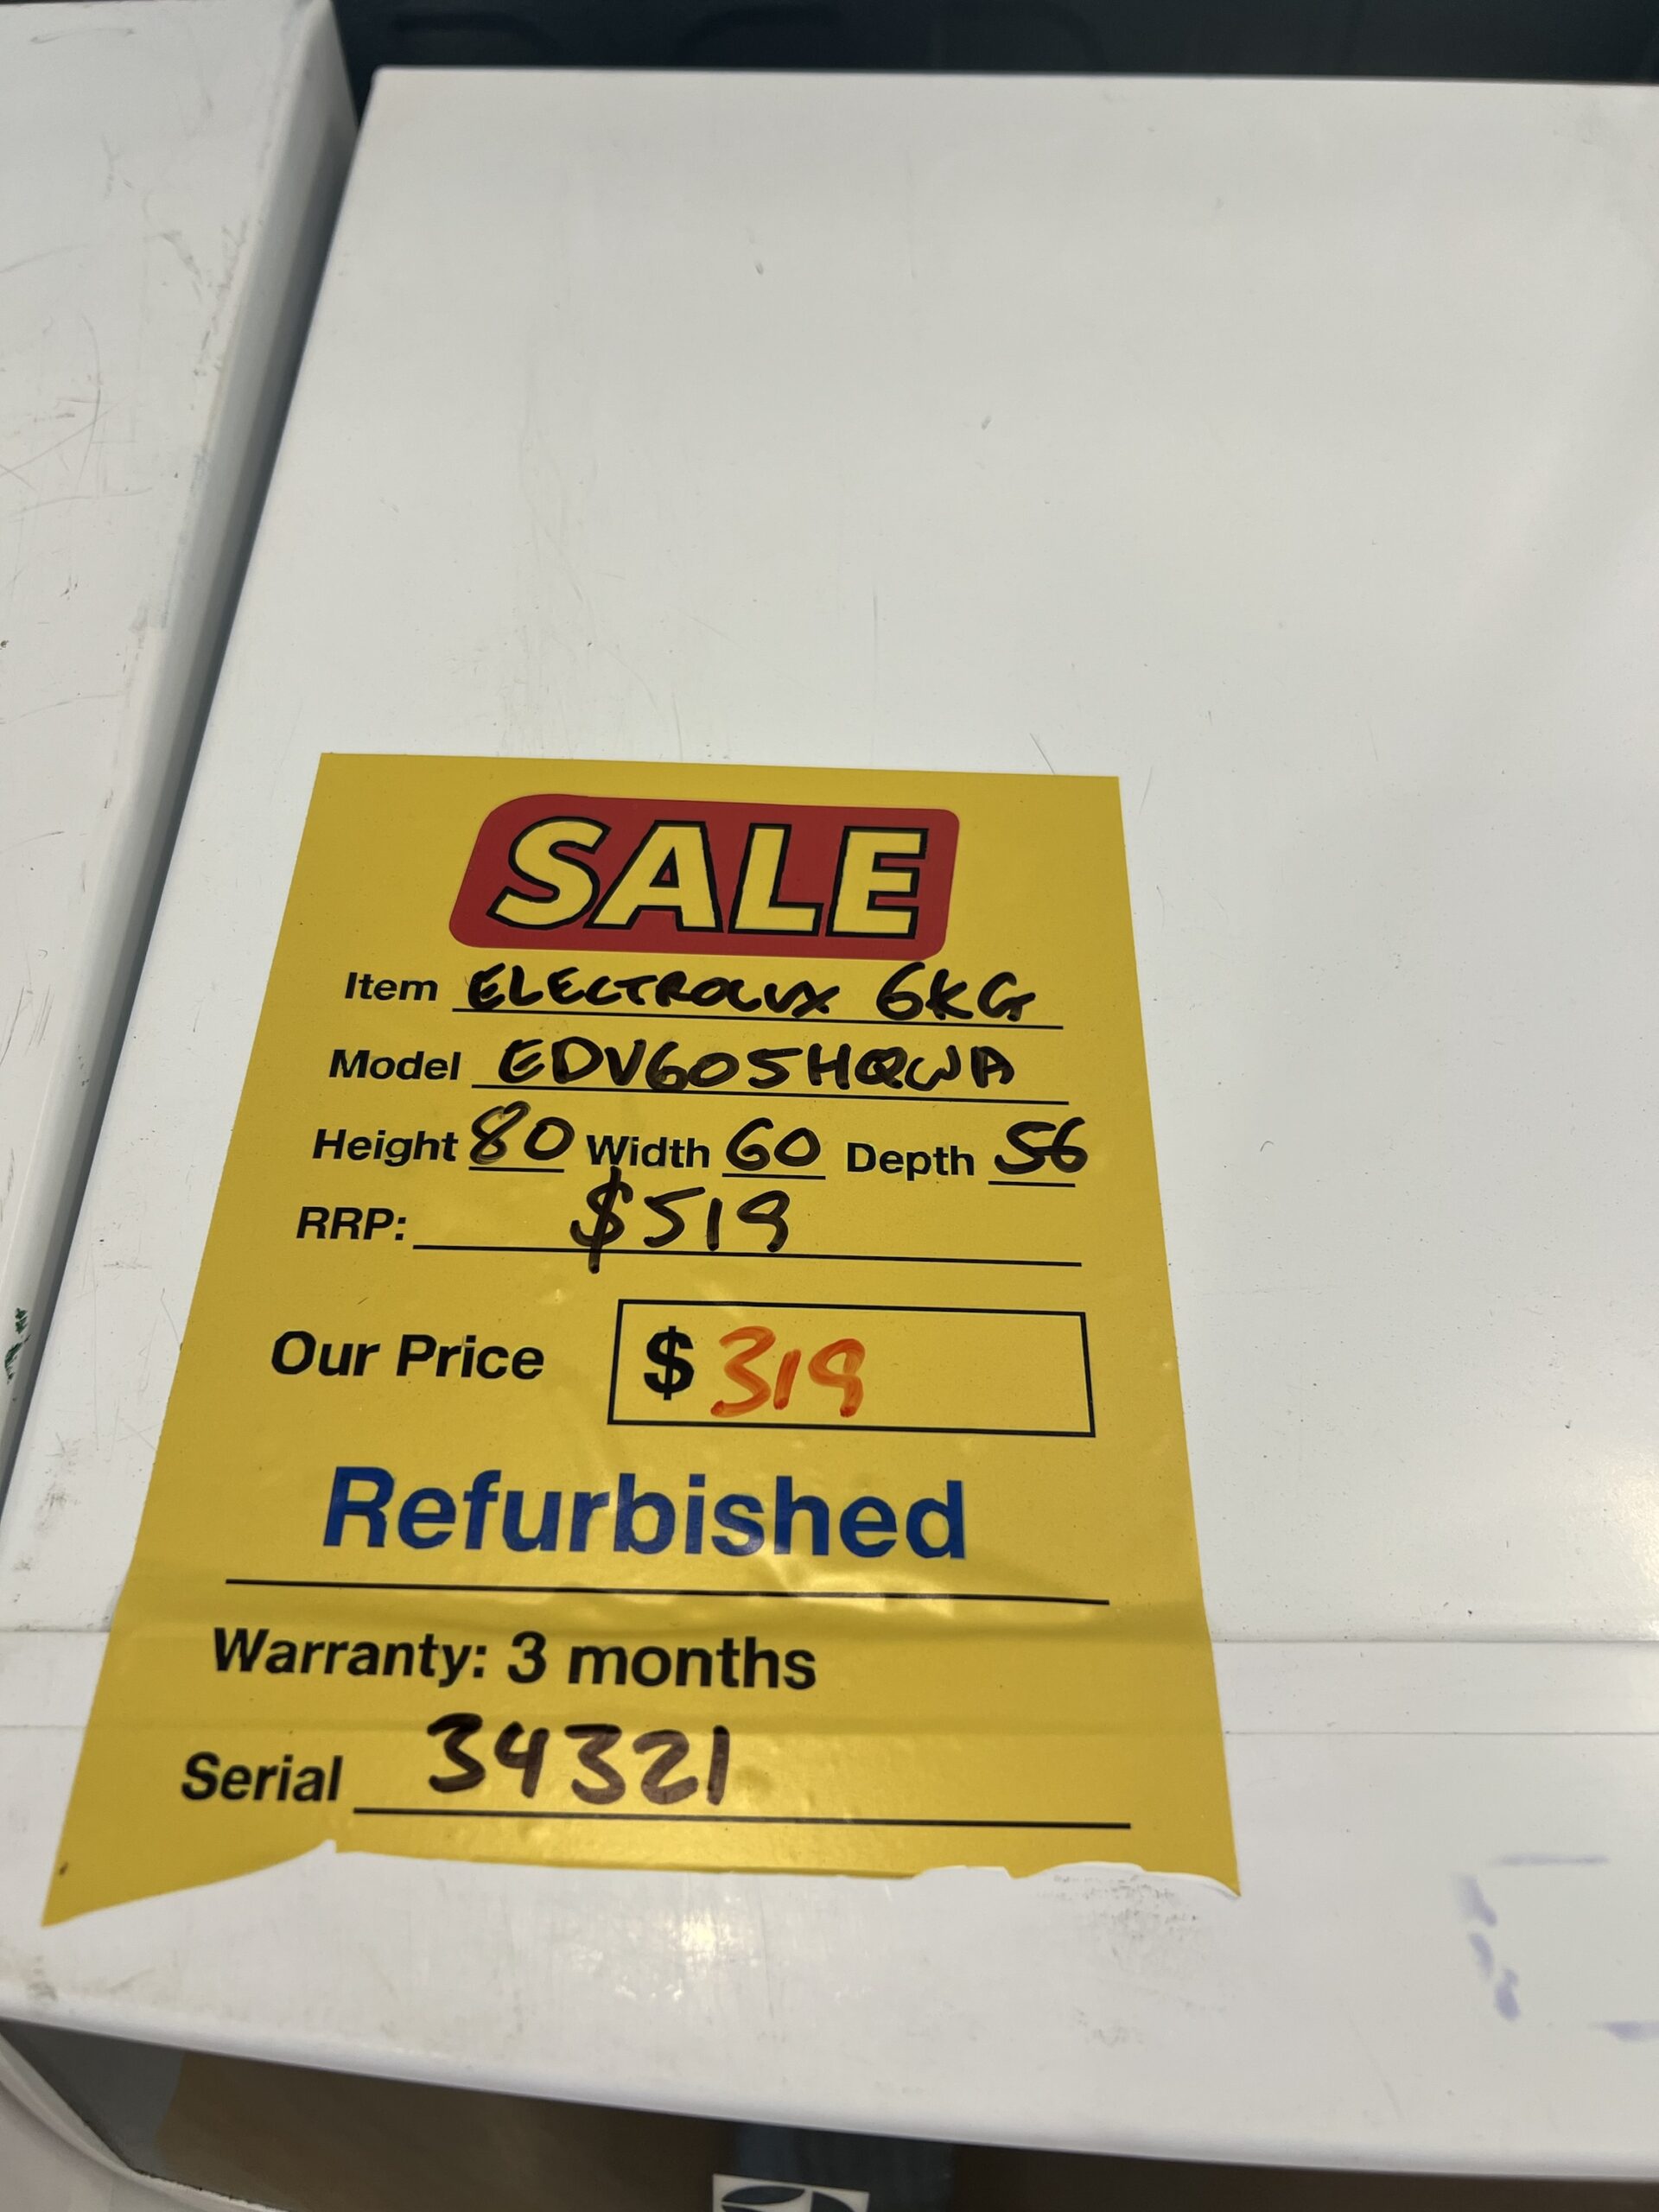 SALE
Item ELECTROLUX 6KG
Model EDV605HQWA
Height 80 Width 60 Depth 56
RRP: $519
Our Price $319
Refurbished
Warranty: 3 months
Serial 34321